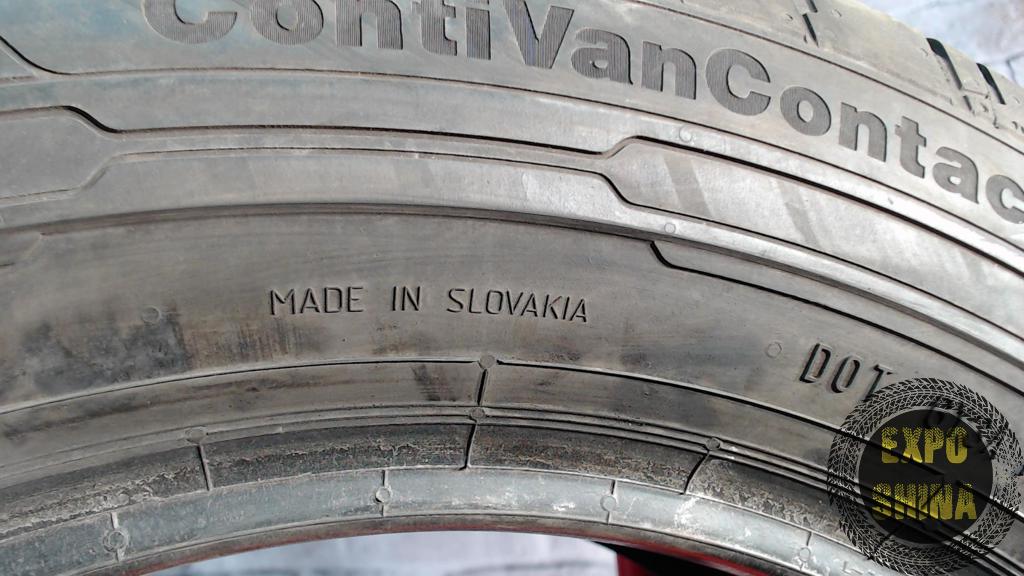 ContiVanContac
MADE IN SLOVAKIA
DOT
EXPO
SHINA